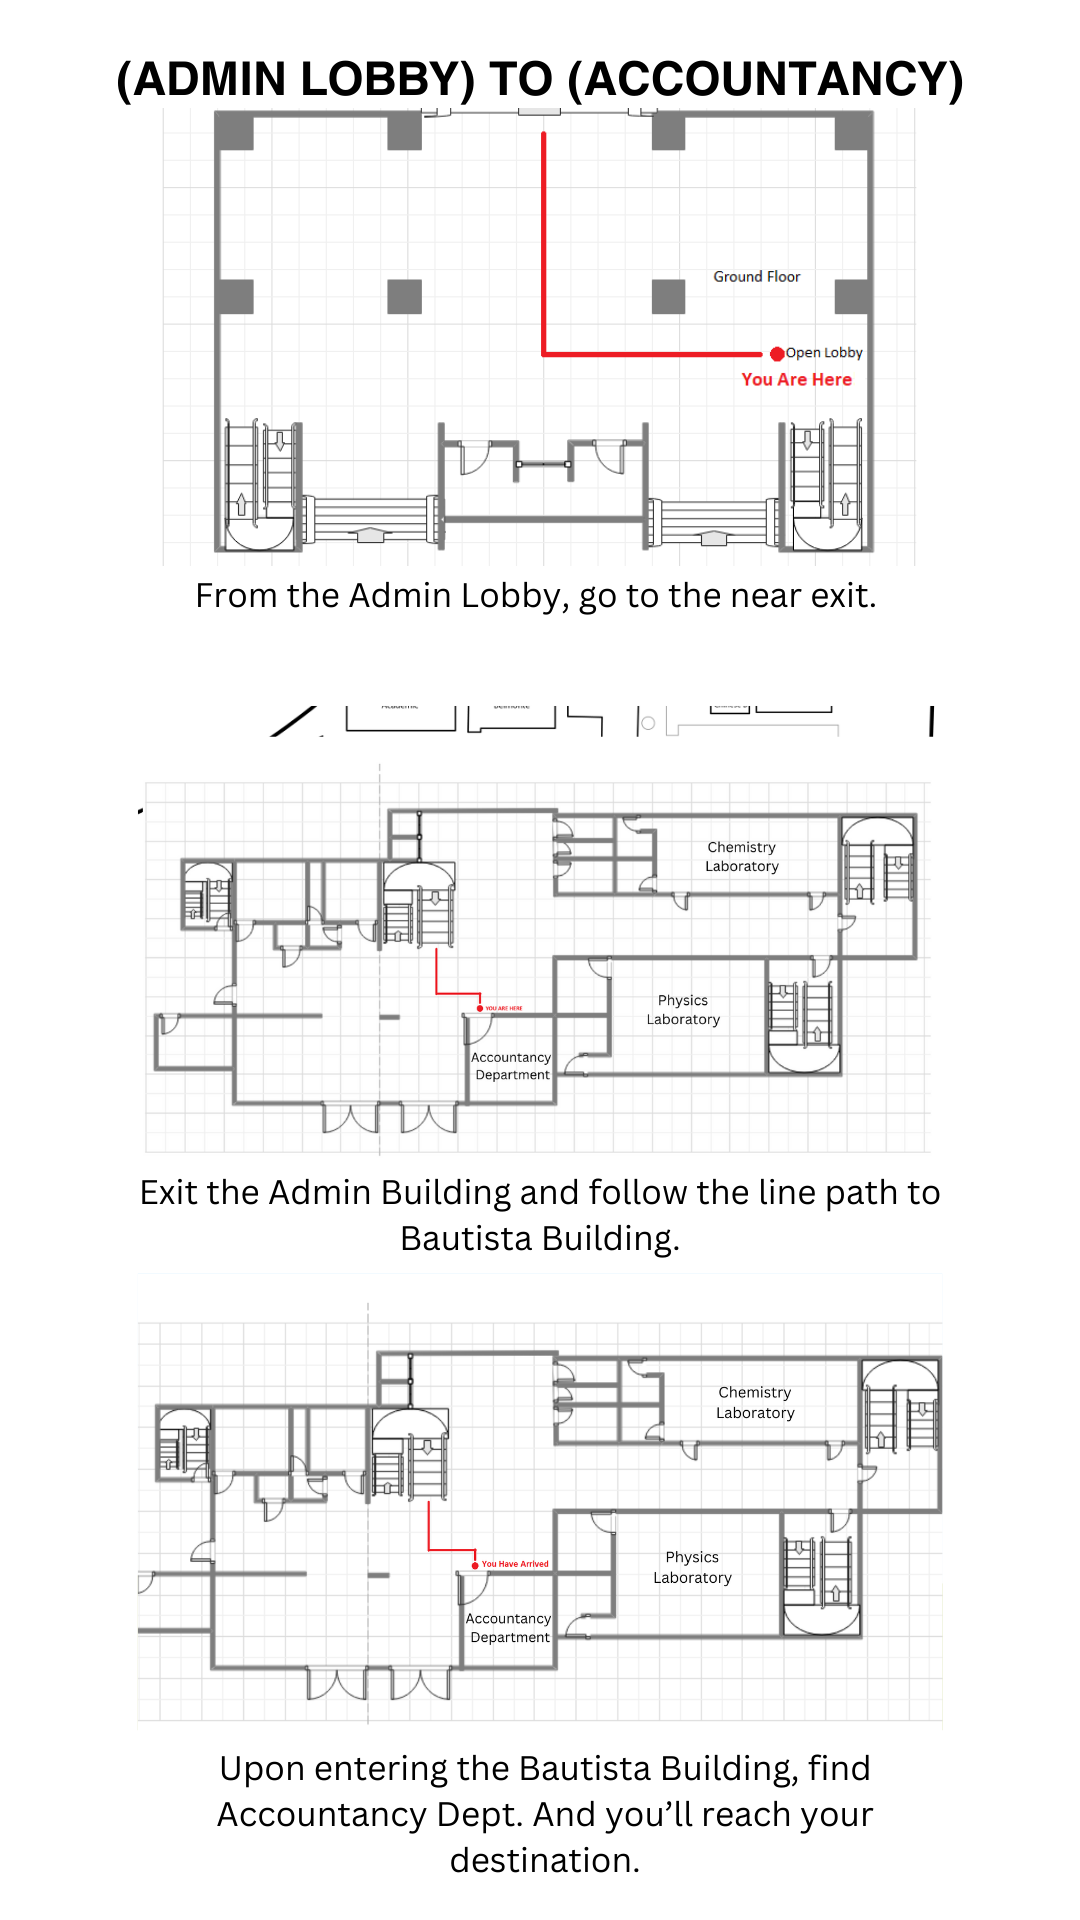 (ADMIN LOBBY) TO (ACCOUNTANCY)
Ground Floor
Open Lobby
You Are Here
From the Admin Lobby, go to the near exit.
Chemistry
Laboratory
YOU ARE HERE
Physics
Laboratory
Accountancy
Department
Exit the Admin Building and follow the line path to
Bautista Building.
Chemistry
Laboratory
You Have Arrived
Physics
Laboratory
Accountancy
Department
Upon entering the Bautista Building, find
Accountancy Dept. And you’ll reach your
destination.